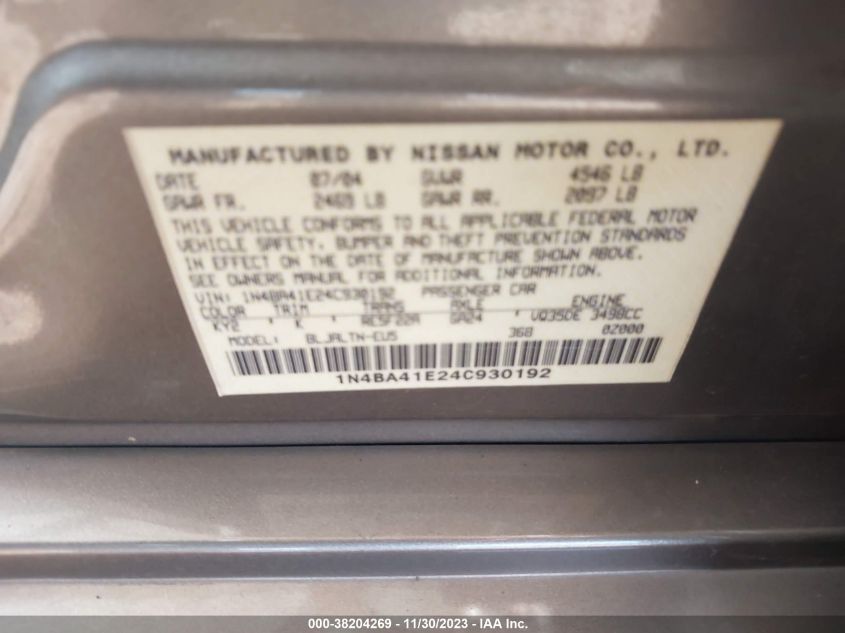 MANUFACTURED BY NISSAN MOTOR CO., LTD.
DATE 07/04 GVWR 4546 LB
GAWR FR. 2469 LB GAWR RR. 2097 LB
THIS VEHICLE CONFORMS TO ALL APPLICABLE FEDERAL MOTOR
VEHICLE SAFETY, BUMPER AND THEFT PREVENTION STANDARDS
IN EFFECT ON THE DATE OF MANUFACTURE SHOWN ABOVE.
SEE OWNERS MANUAL FOR ADDITIONAL INFORMATION.
VIN: 1N4BA41E24C930192 PASSENGER CAR
COLOR TRIM TRANS AXLE ENGINE
KY2 K RE5F22A GA24 VQ35DE 3498CC
MODEL: BLJALTN-EU5 368 02000
1N4BA41E24C930192
000-38204269 - 11/30/2023 - IAA Inc.